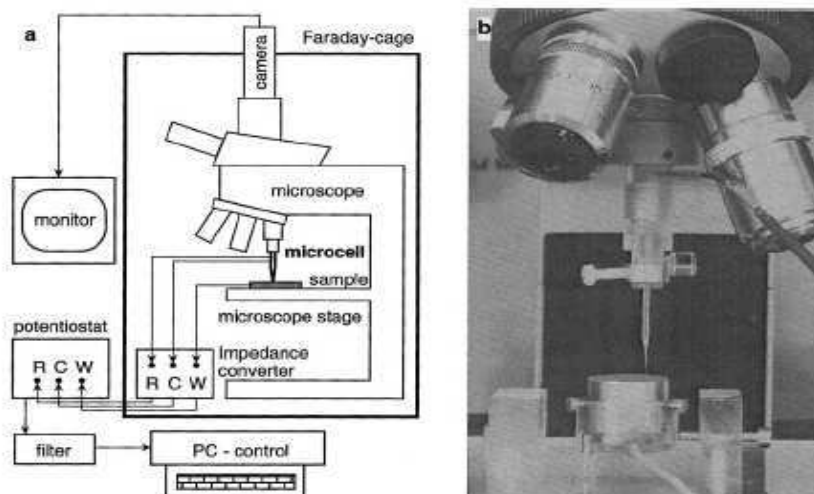 a
Faraday-cage
camera
microscope
monitor
microcell
sample
microscope stage
potentiostat
R C W
Impedance
converter
R C W
filter
PC - control
b